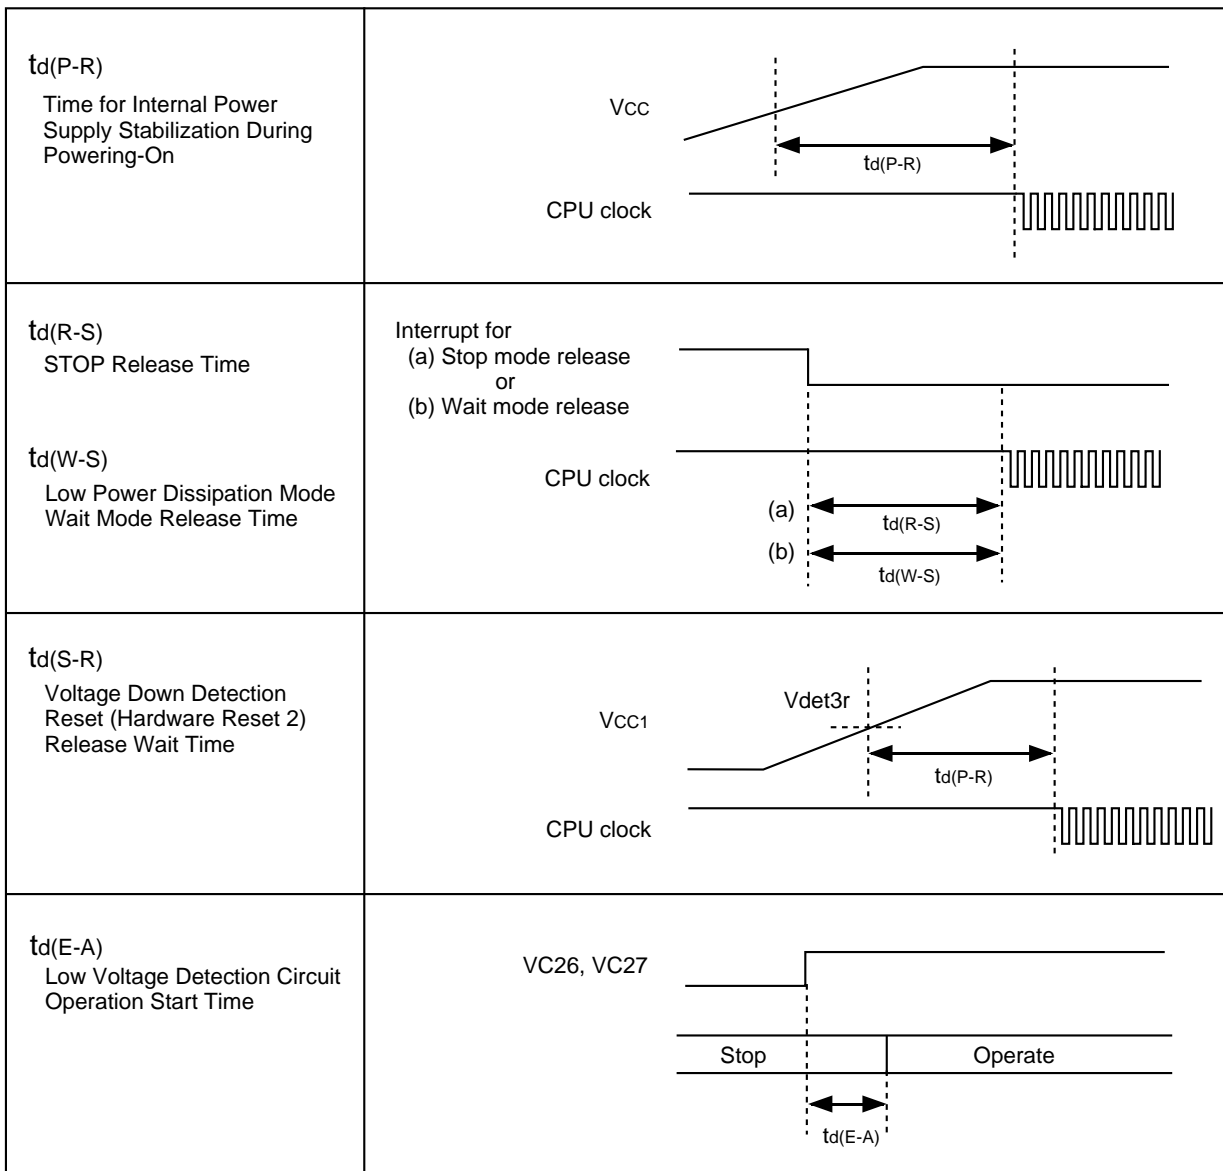 td(P-R)
Time for Internal Power
Supply Stabilization During
Powering-On
VCC
td(P-R)
CPU clock
td(R-S)
STOP Release Time
td(W-S)
Low Power Dissipation Mode
Wait Mode Release Time
Interrupt for
(a) Stop mode release
or
(b) Wait mode release
CPU clock
(a)
td(R-S)
(b)
td(W-S)
td(S-R)
Voltage Down Detection
Reset (Hardware Reset 2)
Release Wait Time
Vdet3r
VCC1
td(P-R)
CPU clock
td(E-A)
Low Voltage Detection Circuit
Operation Start Time
VC26, VC27
Stop Operate
td(E-A)